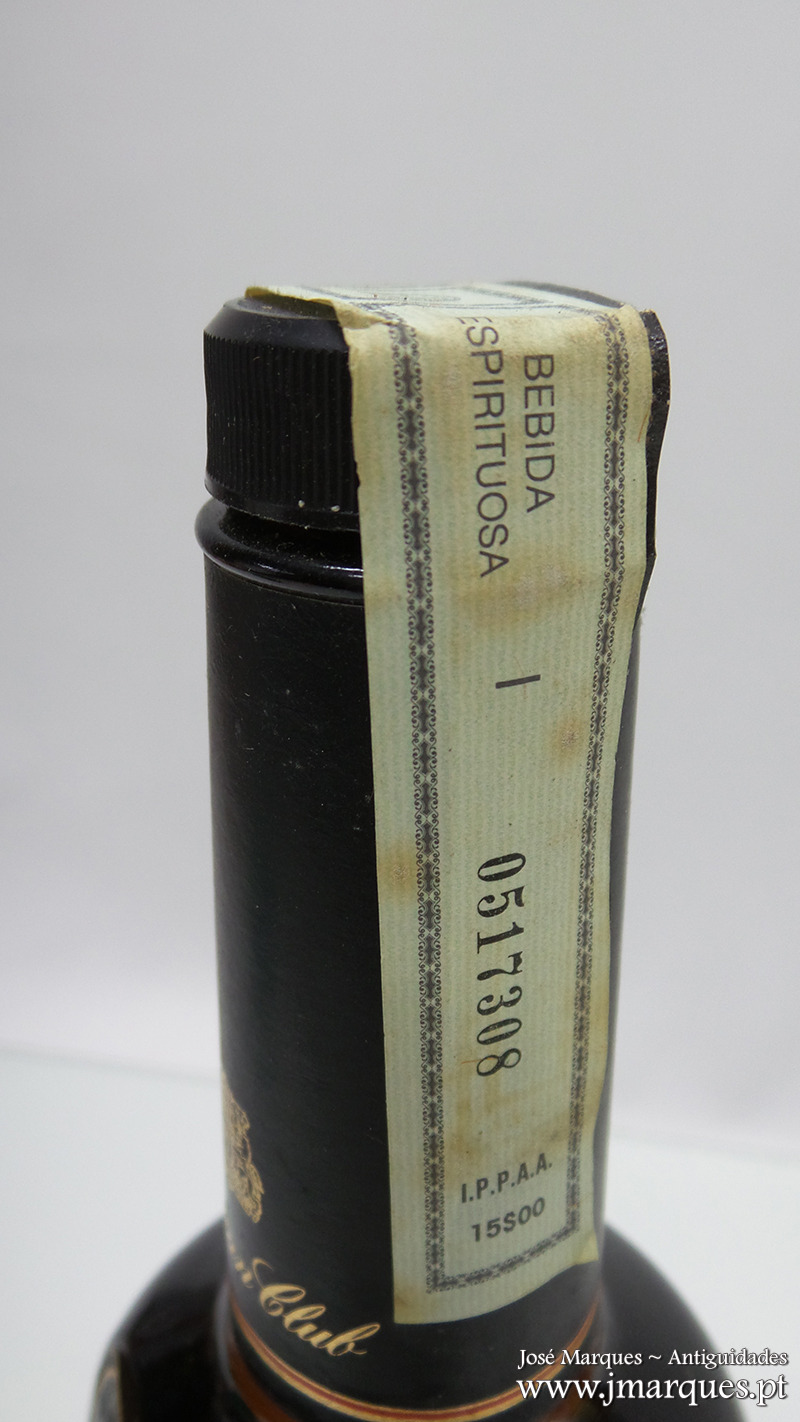 BEBIDA
ESPIRITUOSA
I
0517308
I.P.P.A.A.
15$00
Club
José Marques ~ Antiguidades
www.jmarques.pt